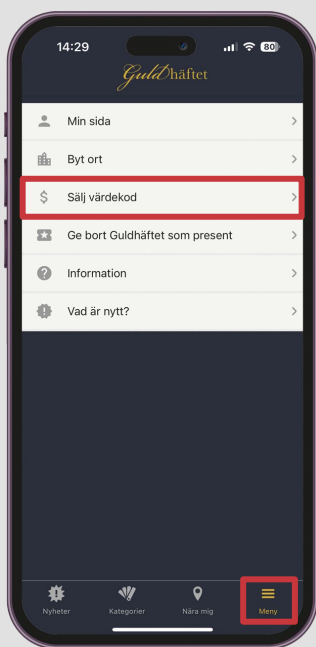 14:29
80
Guldhäftet
Min sida
Byt ort
Sälj värdekod
Ge bort Guldhäftet som present
Information
Vad är nytt?
Nyheter Kategorier Nära mig Meny